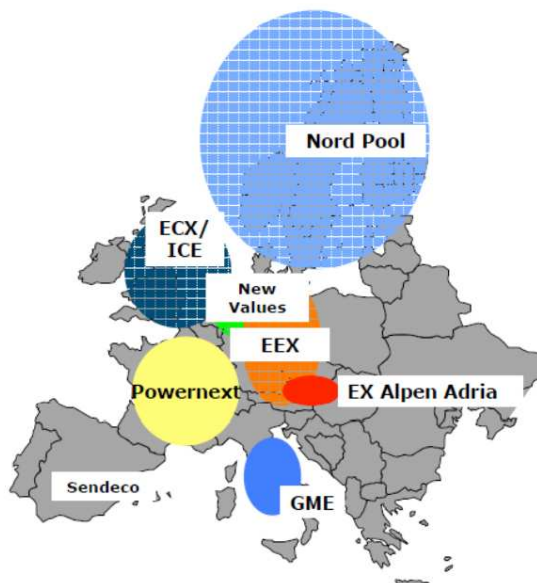 Nord Pool
ECX/
ICE
New
Values
EEX
Powernext
EX Alpen Adria
Sendeco
GME